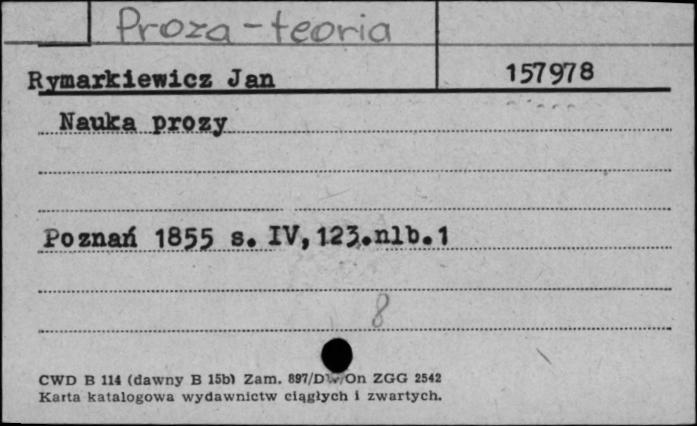 Proza - teoria
Rymarkiewicz Jan 157978
Nauka prozy
Poznań 1855 s. IV, 123.nlb.1
8
CWD B 114 (dawny B 15b) Zam. 897/DW/On ZGG 2542
Karta katalogowa wydawnictw ciągłych i zwartych.